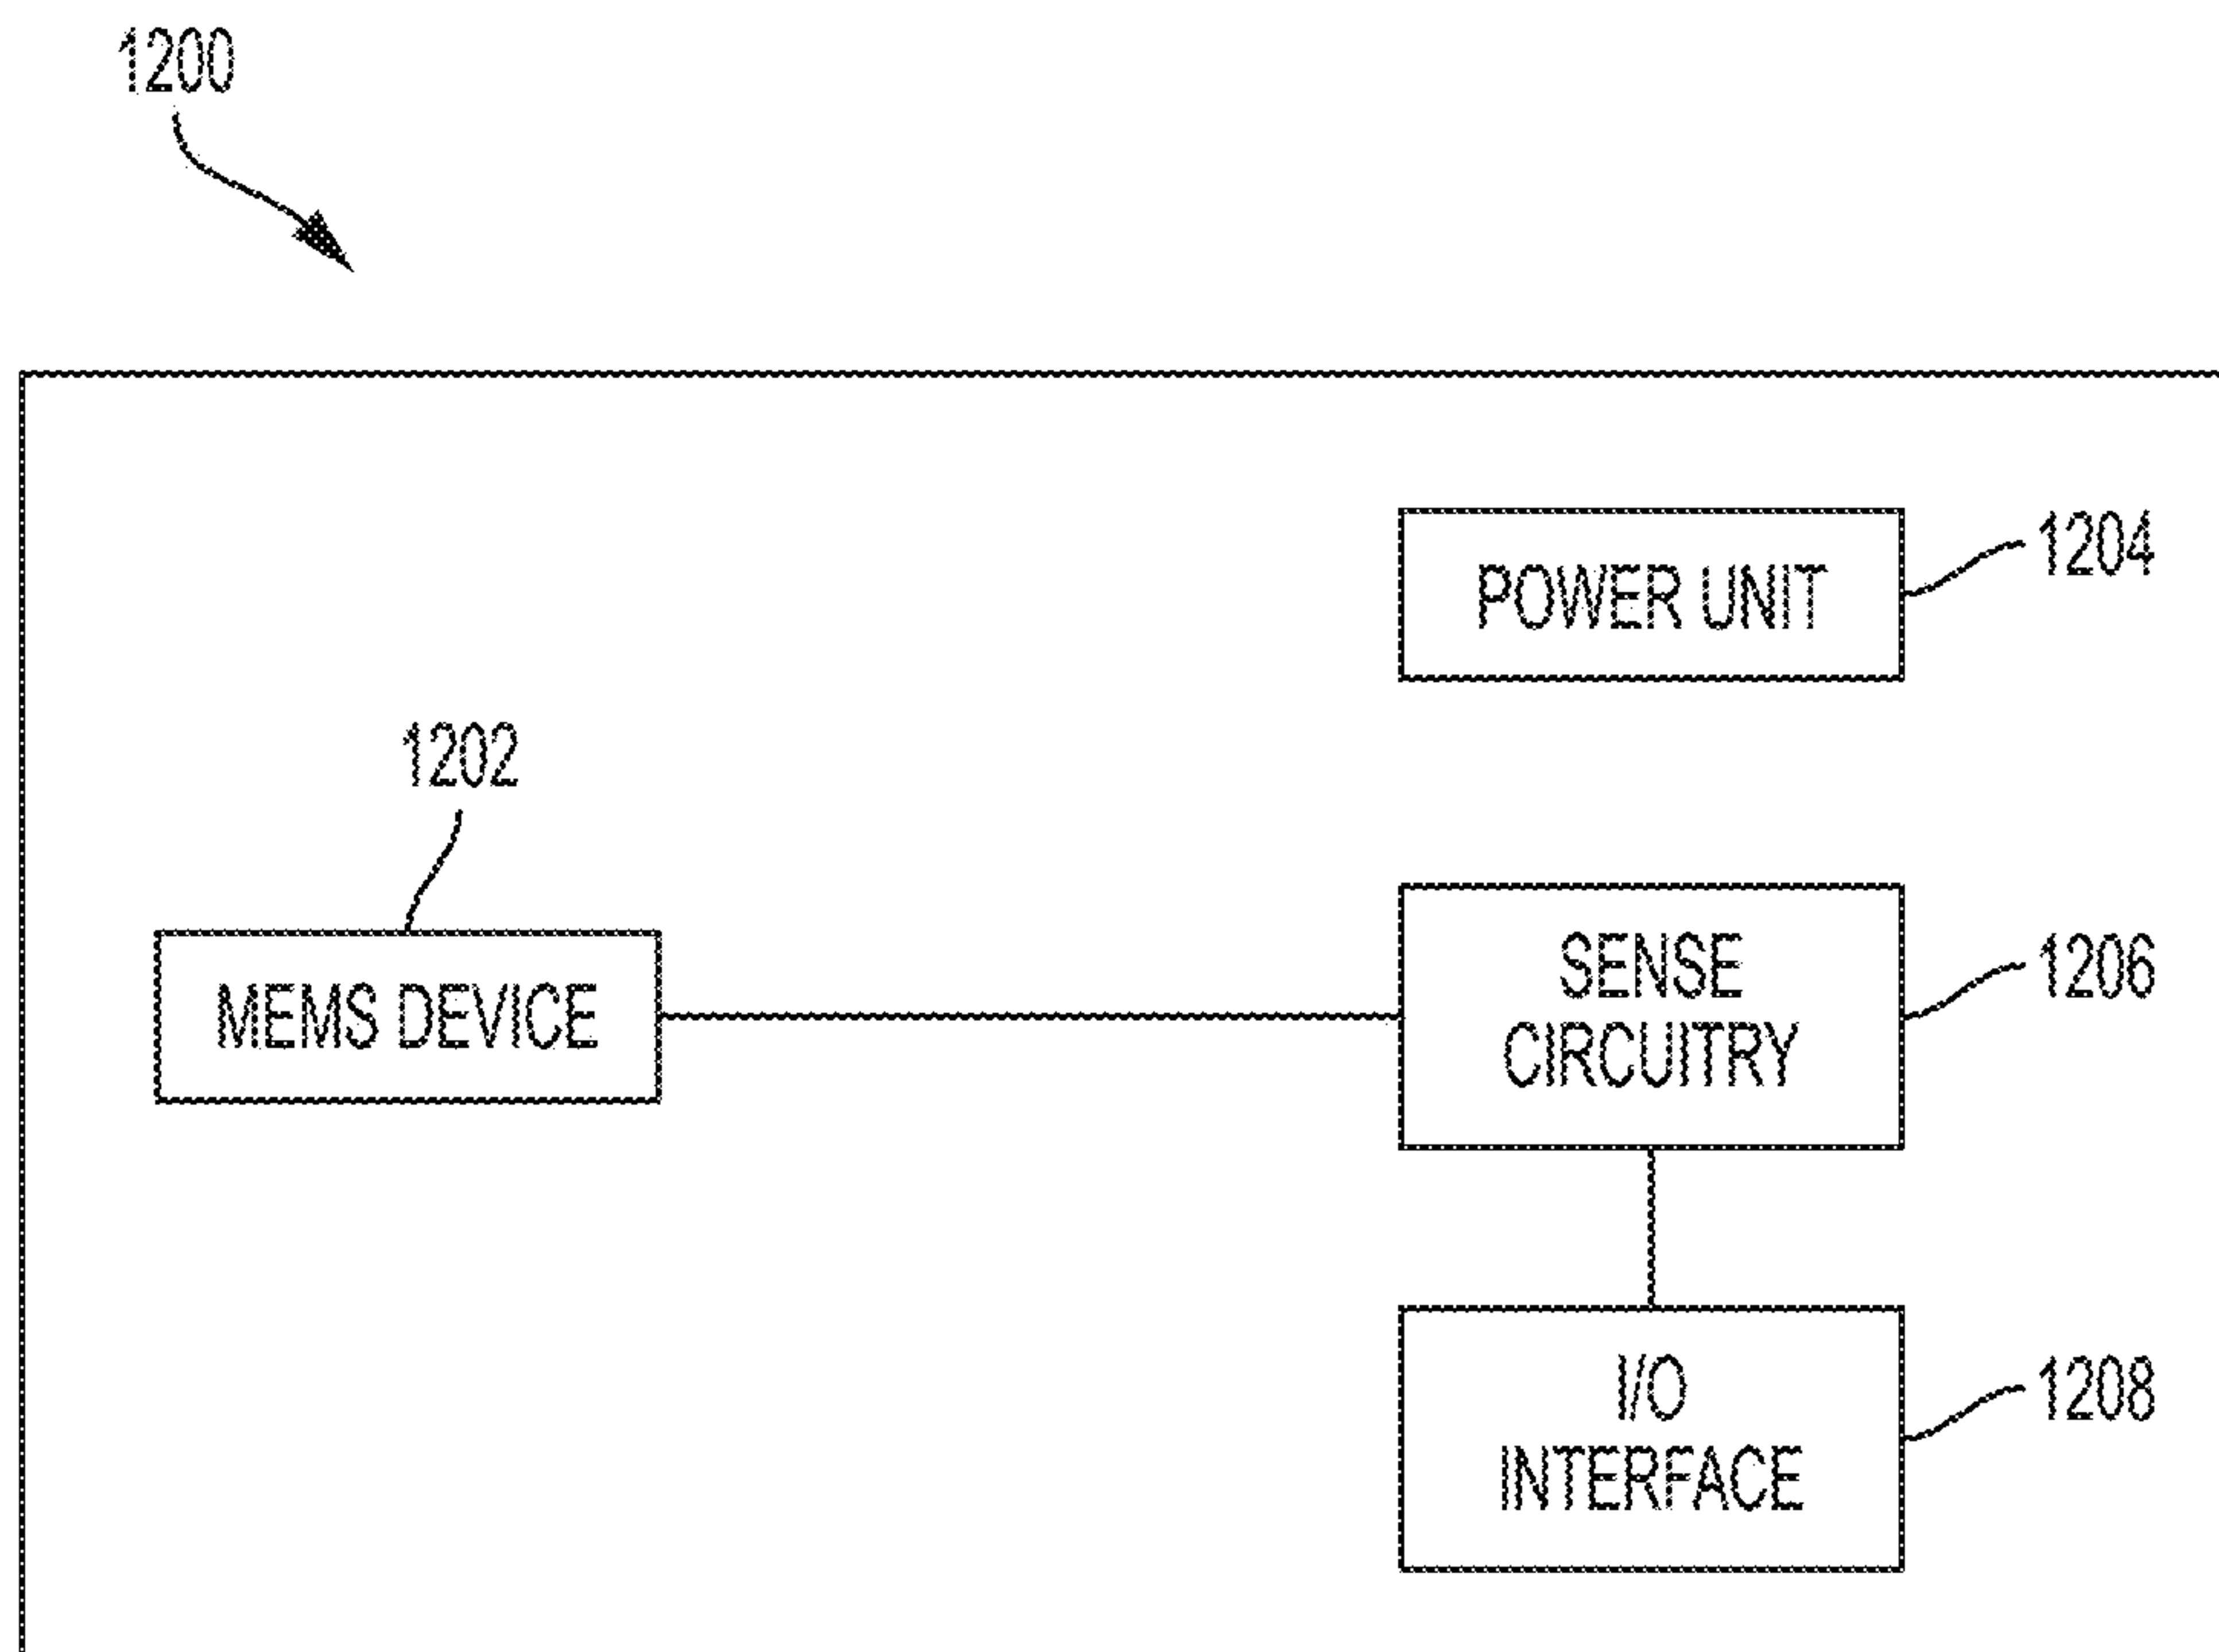 1200
POWER UNIT
1204
1202
MEMS DEVICE
SENSE
CIRCUITRY
1206
I/O
INTERFACE
1208